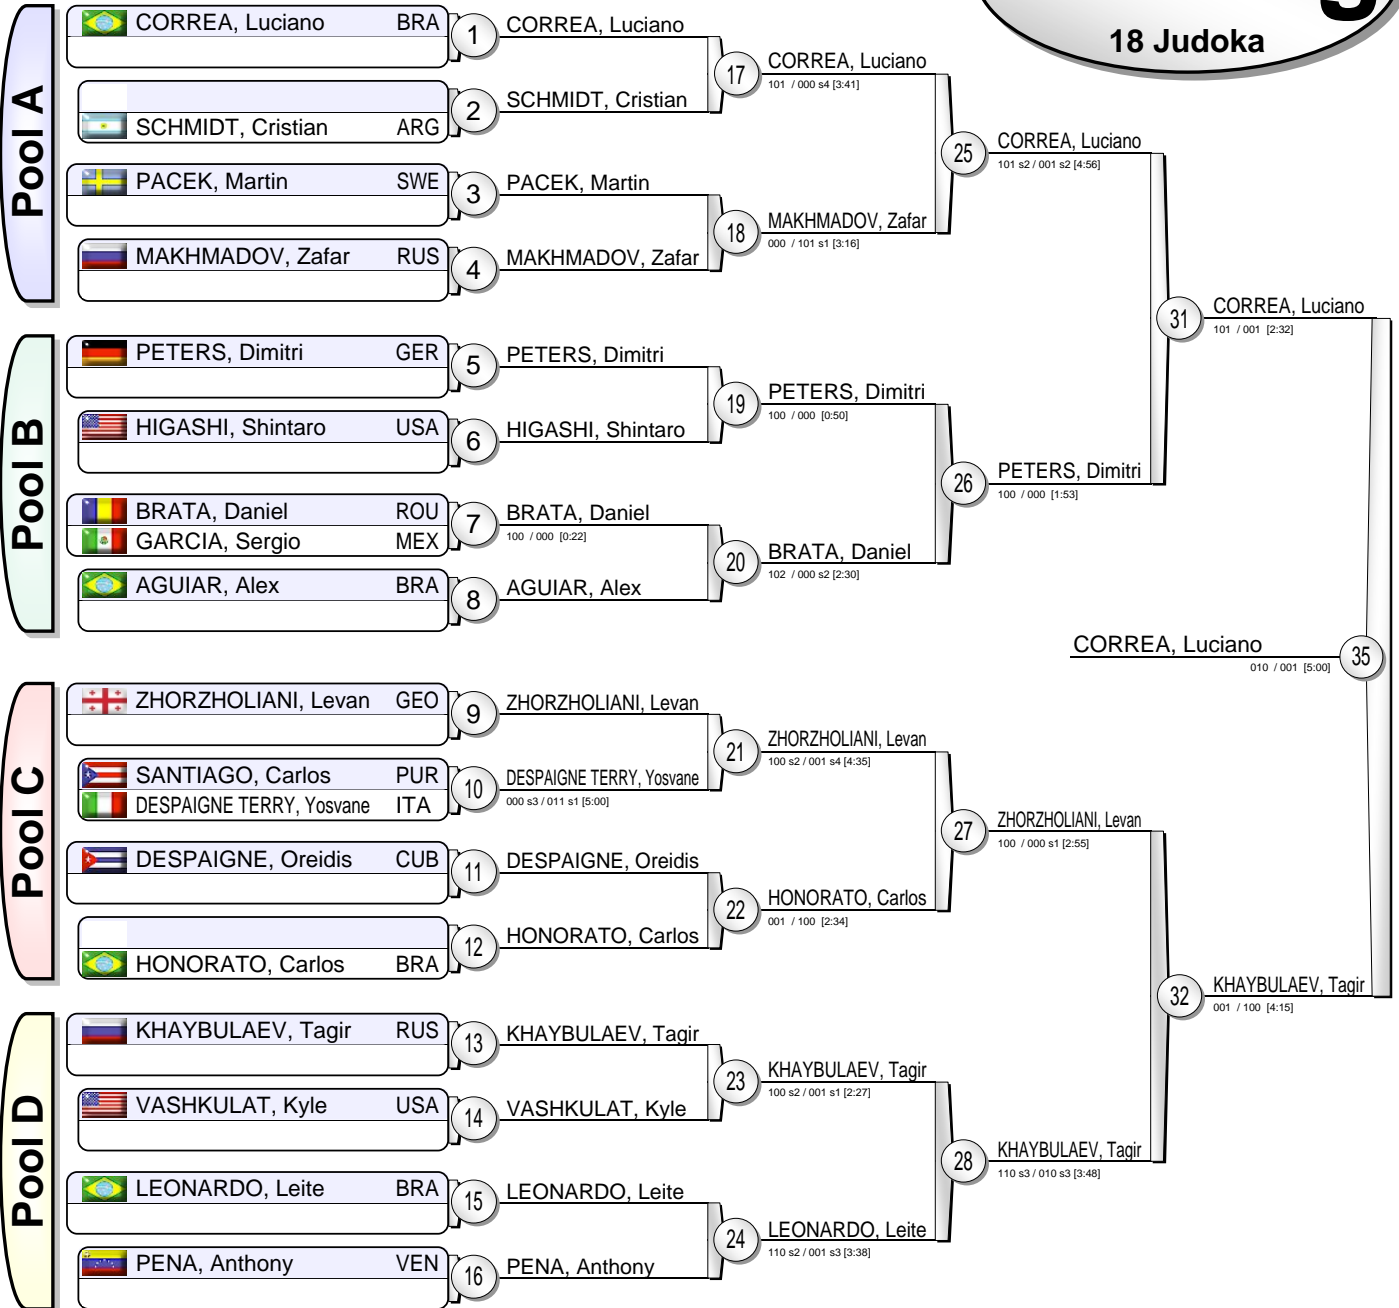 18 Judoka
Pool A
CORREA, Luciano BRA
1
CORREA, Luciano
SCHMIDT, Cristian ARG
2
SCHMIDT, Cristian
17
CORREA, Luciano
101 / 000 s4 [3:41]
PACEK, Martin SWE
3
PACEK, Martin
MAKHMADOV, Zafar RUS
4
MAKHMADOV, Zafar
18
MAKHMADOV, Zafar
000 / 101 s1 [3:16]
25
CORREA, Luciano
101 s2 / 001 s2 [4:56]
Pool B
PETERS, Dimitri GER
5
PETERS, Dimitri
HIGASHI, Shintaro USA
6
HIGASHI, Shintaro
19
PETERS, Dimitri
100 / 000 [0:50]
BRATA, Daniel ROU
GARCIA, Sergio MEX
7
BRATA, Daniel
100 / 000 [0:22]
AGUIAR, Alex BRA
8
AGUIAR, Alex
20
BRATA, Daniel
102 / 000 s2 [2:30]
26
PETERS, Dimitri
100 / 000 [1:53]
31
CORREA, Luciano
101 / 001 [2:32]
CORREA, Luciano
010 / 001 [5:00]
35
Pool C
ZHORZHOLIANI, Levan GEO
9
ZHORZHOLIANI, Levan
SANTIAGO, Carlos PUR
DESPAIGNE TERRY, Yosvane ITA
10
DESPAIGNE TERRY, Yosvane
000 s3 / 011 s1 [5:00]
21
ZHORZHOLIANI, Levan
100 s2 / 001 s4 [4:35]
DESPAIGNE, Oreidis CUB
11
DESPAIGNE, Oreidis
HONORATO, Carlos BRA
12
HONORATO, Carlos
22
HONORATO, Carlos
001 / 100 [2:34]
27
ZHORZHOLIANI, Levan
100 / 000 s1 [2:55]
Pool D
KHAYBULAEV, Tagir RUS
13
KHAYBULAEV, Tagir
VASHKULAT, Kyle USA
14
VASHKULAT, Kyle
23
KHAYBULAEV, Tagir
100 s2 / 001 s1 [2:27]
LEONARDO, Leite BRA
15
LEONARDO, Leite
PENA, Anthony VEN
16
PENA, Anthony
24
LEONARDO, Leite
110 s2 / 001 s3 [3:38]
28
KHAYBULAEV, Tagir
110 s3 / 010 s3 [3:48]
32
KHAYBULAEV, Tagir
001 / 100 [4:15]